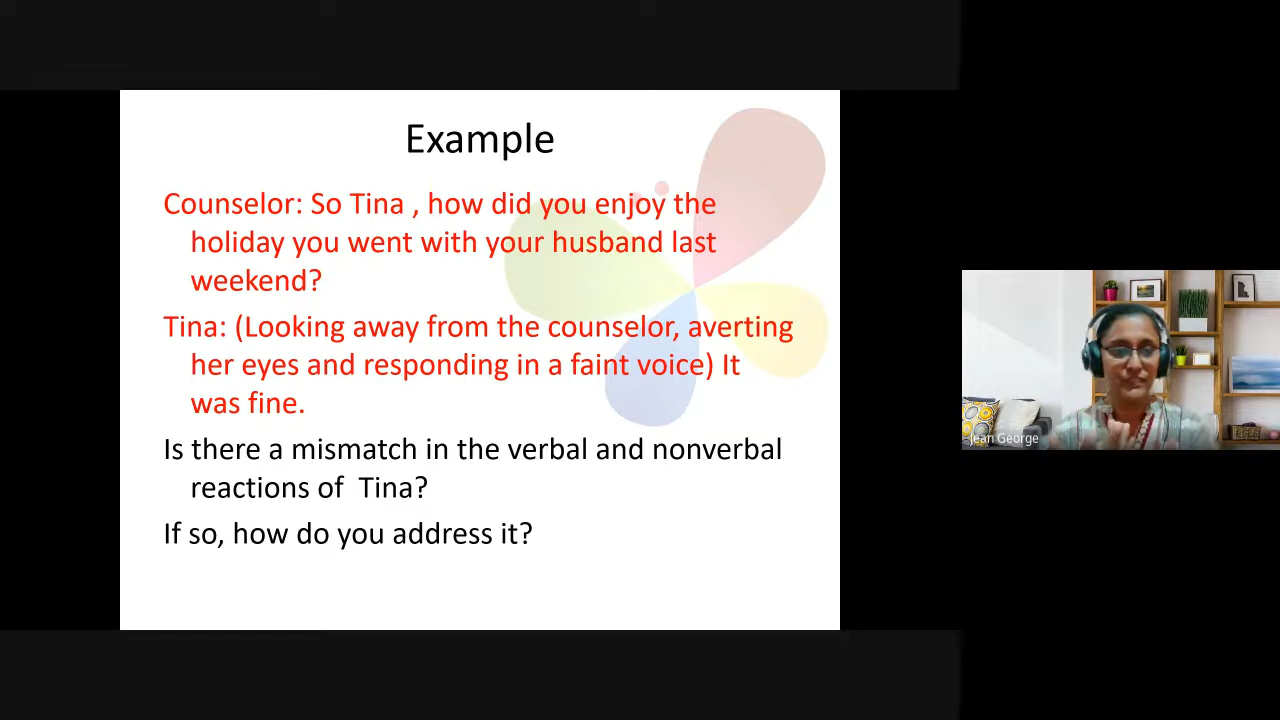 Example
Counselor: So Tina , how did you enjoy the
holiday you went with your husband last
weekend?
Tina: (Looking away from the counselor, averting
her eyes and responding in a faint voice) It
was fine.
Is there a mismatch in the verbal and nonverbal
reactions of  Tina?
If so, how do you address it?
Jean George